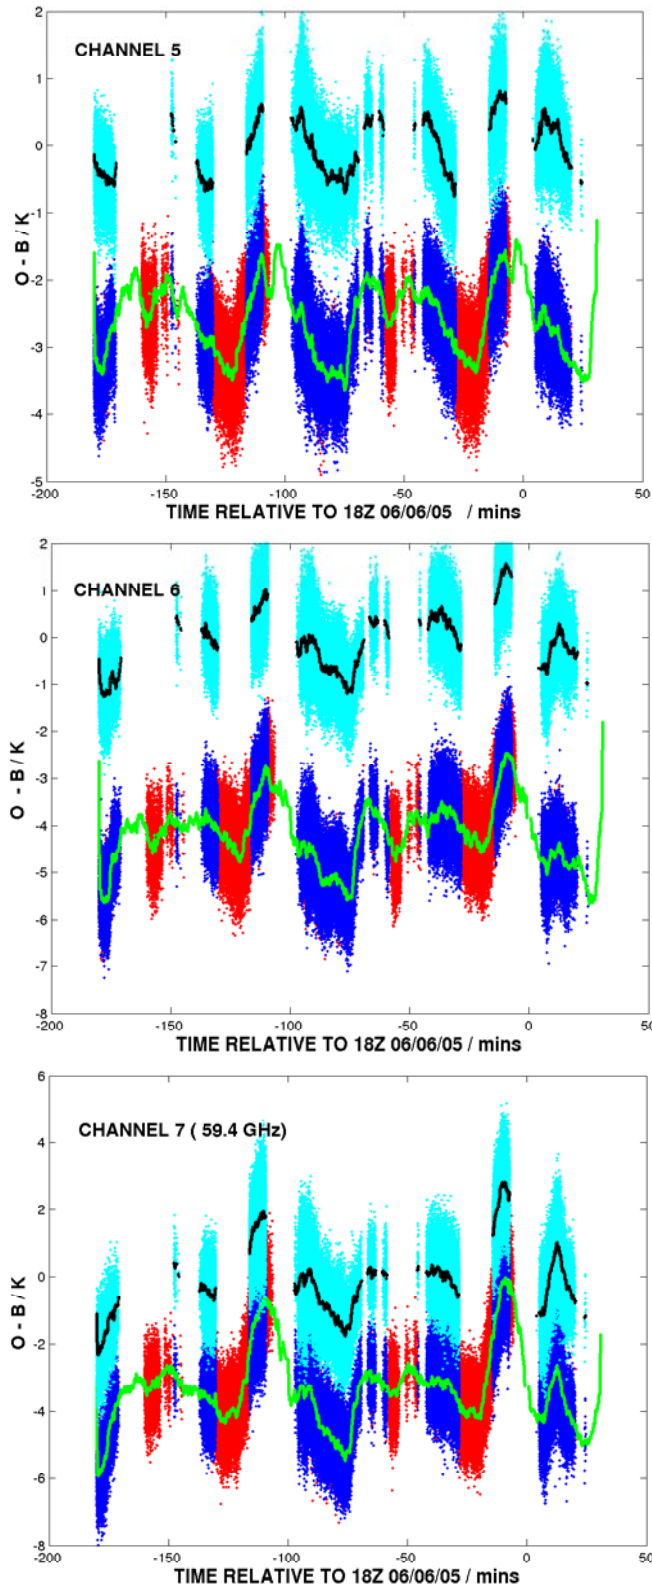 2
CHANNEL 5
1
0
-1
O - B / K
-2
-3
-4
-5
-200 -150 -100 -50 0 50
TIME RELATIVE TO 18Z 06/06/05 / mins
2
CHANNEL 6
1
0
-1
-2
O - B / K
-3
-4
-5
-6
-7
-8
-200 -150 -100 -50 0 50
TIME RELATIVE TO 18Z 06/06/05 / mins
6
CHANNEL 7 ( 59.4 GHz)
4
2
0
O - B / K
-2
-4
-6
-8
-200 -150 -100 -50 0 50
TIME RELATIVE TO 18Z 06/06/05 / mins